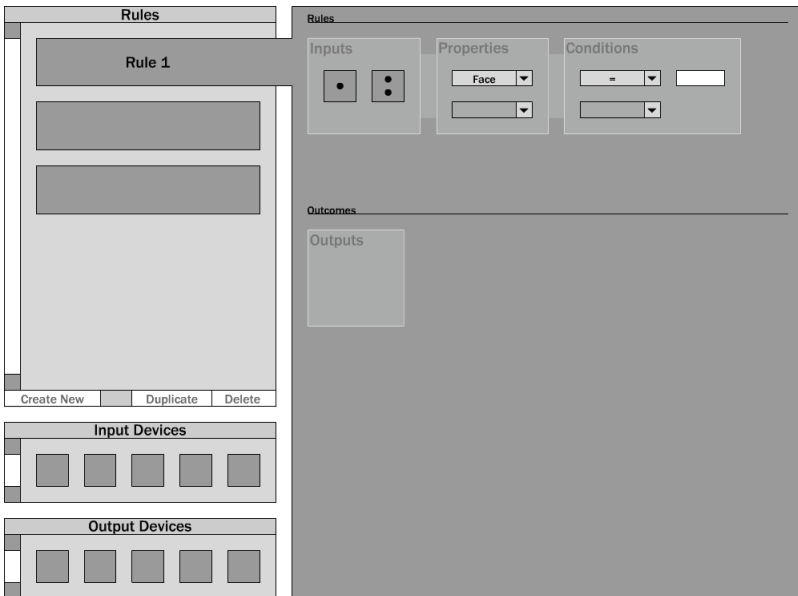 Rules
Rule 1
Create New
Duplicate
Delete
Input Devices
Output Devices
Rules
Inputs
Properties
Conditions
Face
=
Outcomes
Outputs